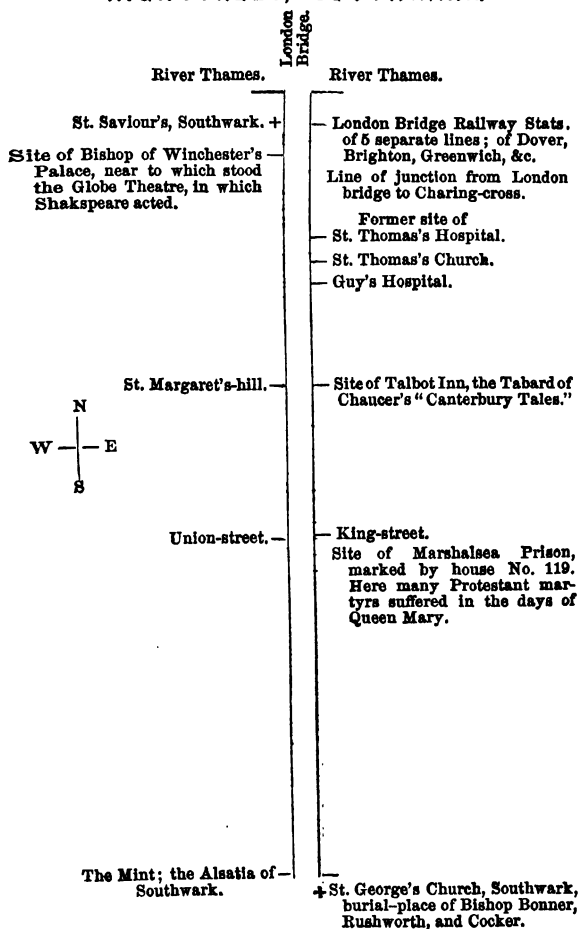 London
Bridge.
River Thames.
River Thames.
St. Saviour's, Southwark. +
London Bridge Railway Stats.
of 5 separate lines; of Dover,
Brighton, Greenwich, &c.
Site of Bishop of Winchester's
Palace, near to which stood
the Globe Theatre, in which
Shakspeare acted.
Line of junction from London
bridge to Charing-cross.
Former site of
St. Thomas's Hospital.
St. Thomas's Church.
Guy's Hospital.
St. Margaret's-hill.
Site of Talbot Inn, the Tabard of
Chaucer's "Canterbury Tales."
N
W E
S
Union-street.
King-street.
Site of Marshalsea Prison,
marked by house No. 119.
Here many Protestant mar-
tyrs suffered in the days of
Queen Mary.
The Mint; the Alsatia of
Southwark.
+ St. George's Church, Southwark,
burial-place of Bishop Bonner,
Rushworth, and Cocker.